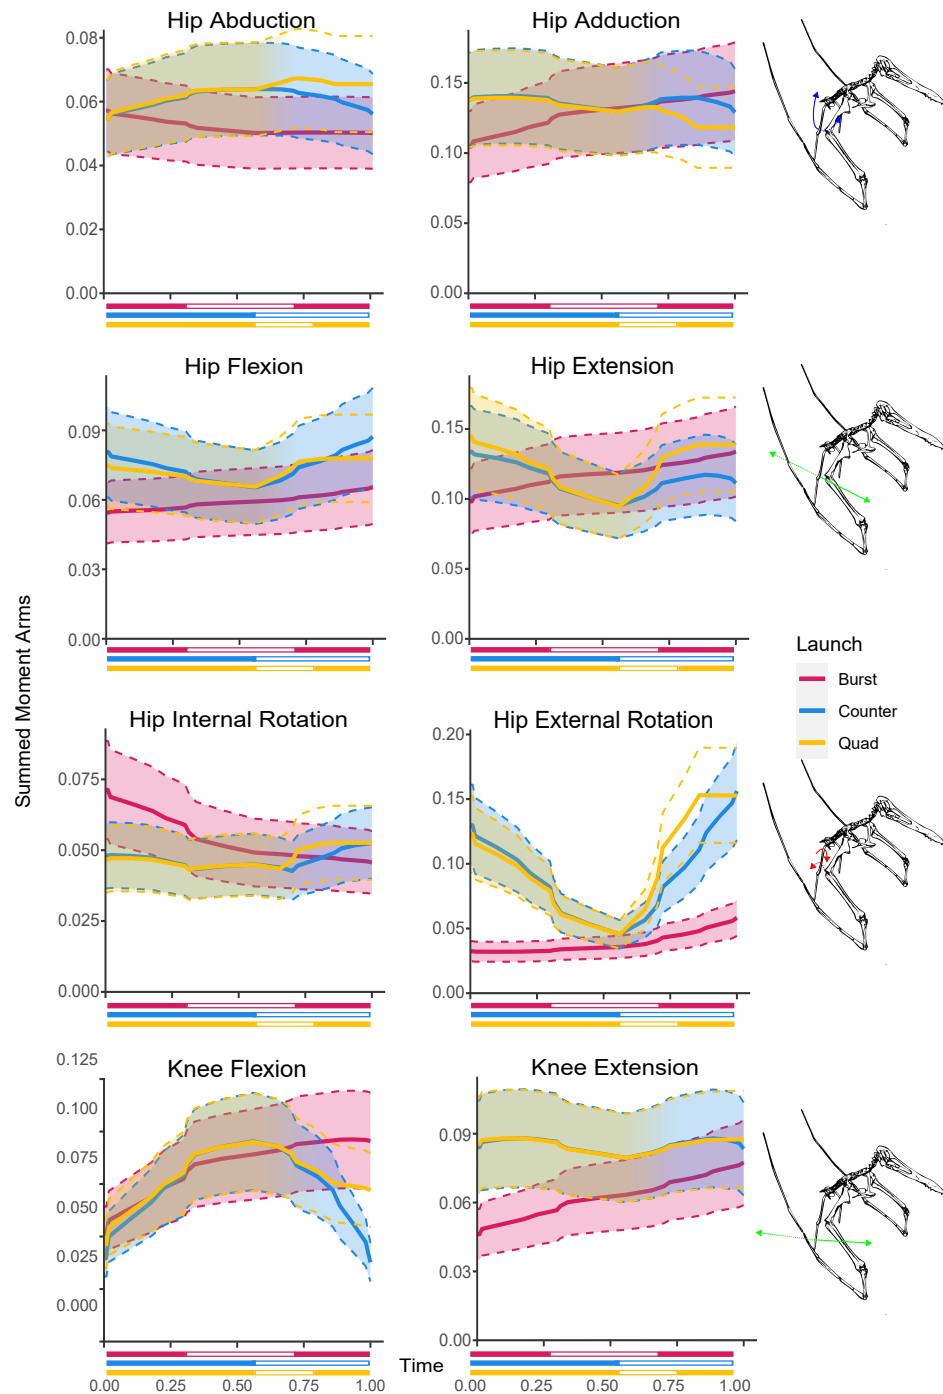 Hip Abduction
Hip Adduction
0.08
0.06
0.04
0.02
0.00
0.15
0.10
0.05
0.00
Hip Flexion
Hip Extension
0.09
0.06
0.03
0.00
0.15
0.10
0.05
0.00
Summed Moment Arms
Launch
Burst
Counter
Quad
Hip Internal Rotation
Hip External Rotation
0.075
0.050
0.025
0.000
0.20
0.15
0.10
0.05
0.00
Knee Flexion
Knee Extension
0.125
0.100
0.075
0.050
0.025
0.000
0.09
0.06
0.03
0.00
Time
0.00 0.25 0.50 0.75 1.00
0.00 0.25 0.50 0.75 1.00